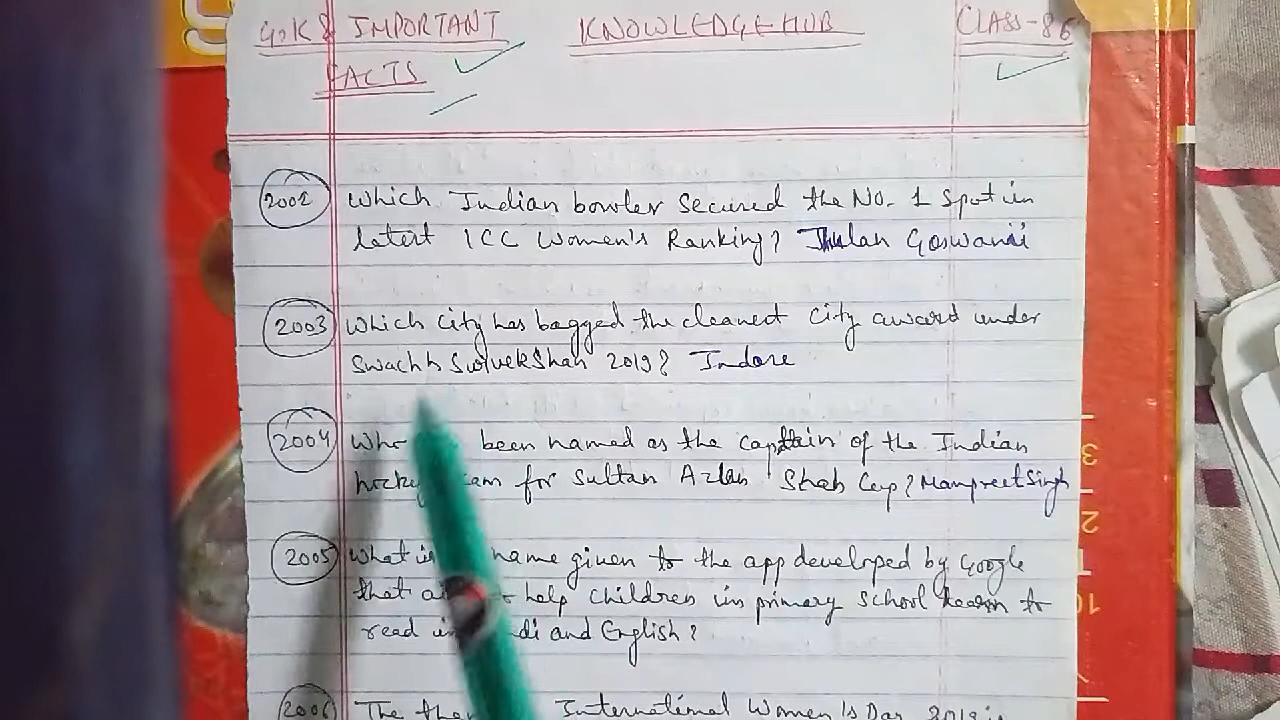 G.K & IMPORTANT KNOWLEDGE HUB CLASS-86
FACTS
2002 Which Indian bowler secured the No. 1 spot in
latest ICC Women's Ranking? Jhulan Goswami
2003 Which City has bagged the cleanest city award under
Swachh 2019? Indore
2004 Who been named as the captain of the Indian
for Sultan Azlan Shah Cup? Manpreet Singh
2005 What name given to the app developed by Google
that help children in primary school learn to
read and English?
2006 The International Women's Day 2019 is